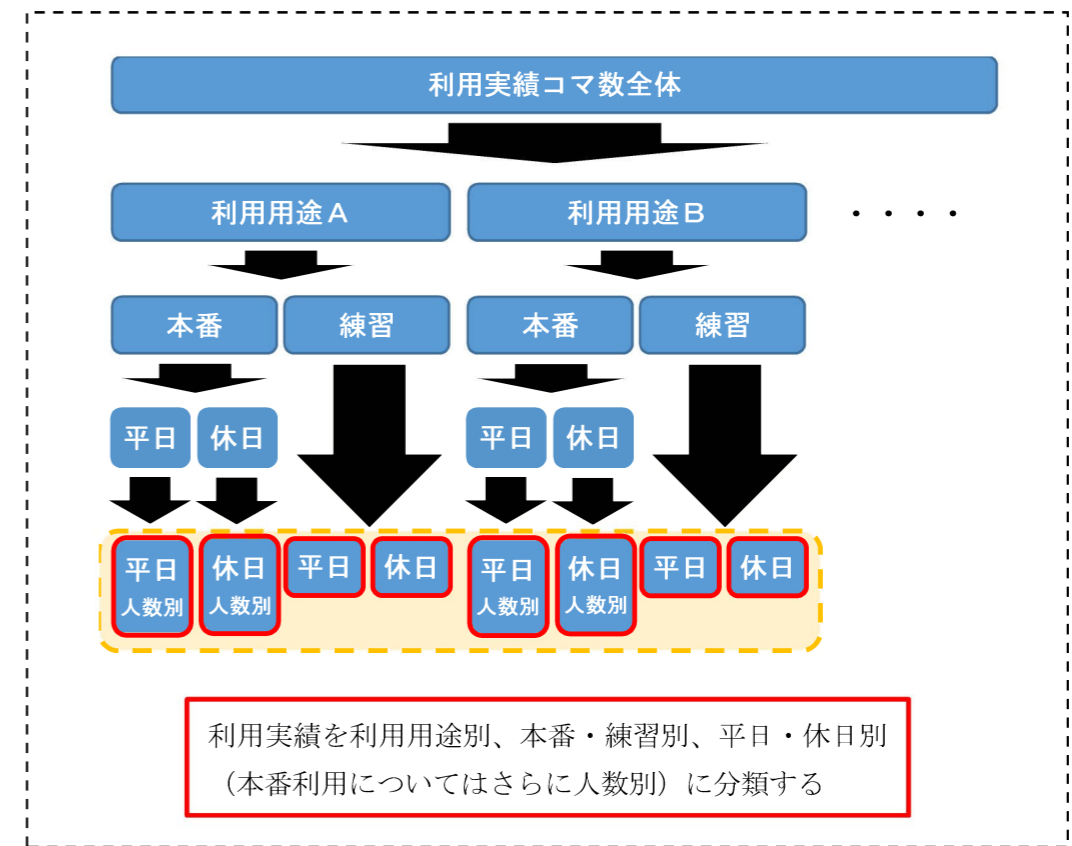 利用実績コマ数全体
利用用途A 利用用途B ・・・・
本番 練習 本番 練習
平日 休日 平日 休日
平日 休日 平日 休日 平日 休日 平日 休日
人数別 人数別 人数別 人数別
利用実績を利用用途別、本番・練習別、平日・休日別
（本番利用についてはさらに人数別）に分類する